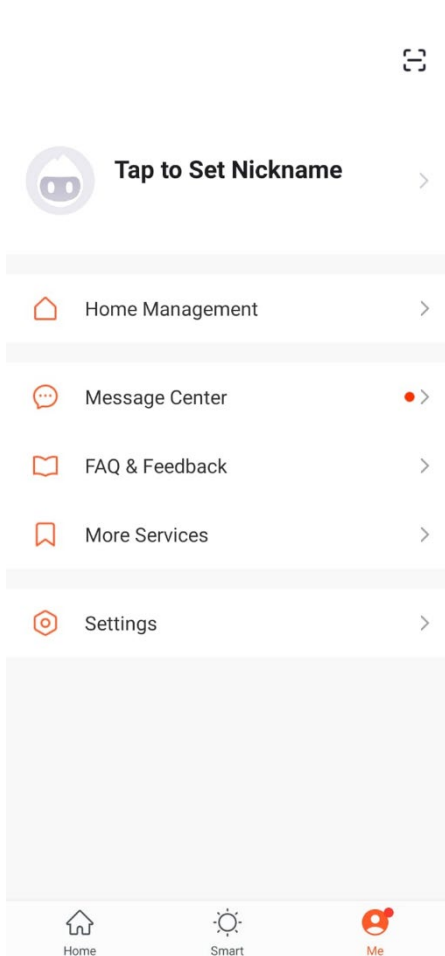 Tap to Set Nickname
Home Management
Message Center
FAQ & Feedback
More Services
Settings
Home Smart Me